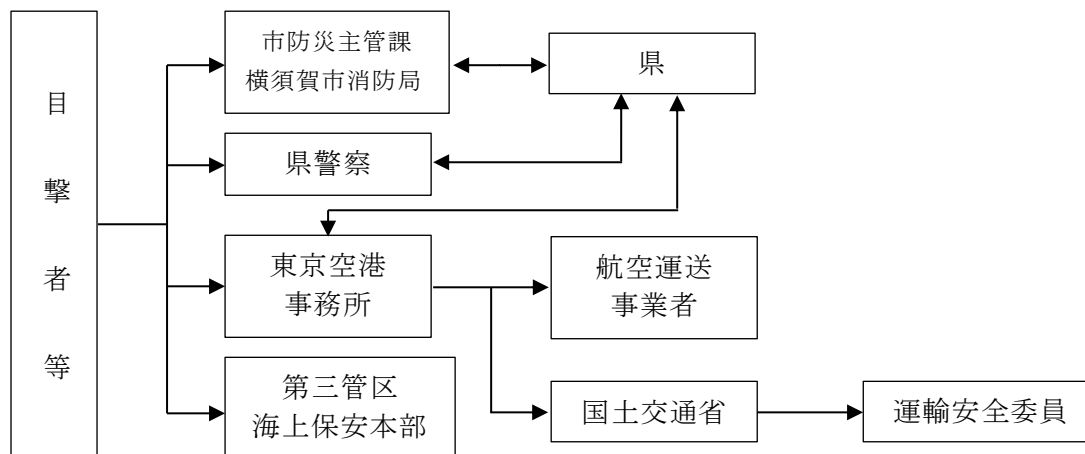 目撃者等
市防災主管課
横須賀市消防局
県
県警察
東京空港
事務所
航空運送
事業者
第三管区
海上保安本部
国土交通省
運輸安全委員